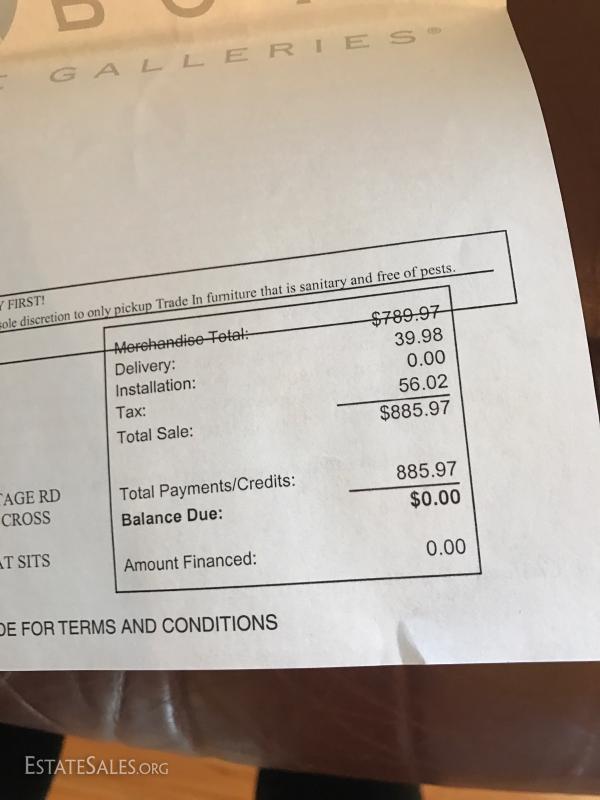 GALLERIES®
FIRST!
sole discretion to only pickup Trade In furniture that is sanitary and free of pests.
Merchandise Total: $789.97
Delivery: 39.98
Installation: 0.00
Tax: 56.02
Total Sale: $885.97
Total Payments/Credits: 885.97
TAGE RD
CROSS
Balance Due: $0.00
AT SITS
Amount Financed: 0.00
DE FOR TERMS AND CONDITIONS
ESTATESALES.ORG